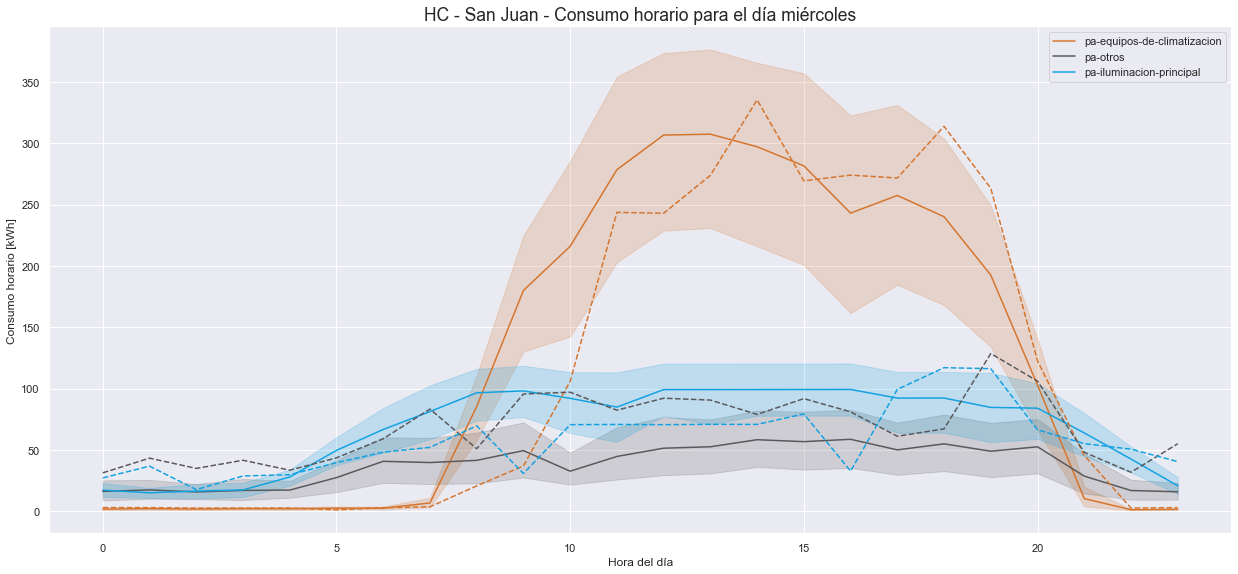 HC - San Juan - Consumo horario para el día miércoles
pa-equipos-de-climatizacion
pa-otros
pa-iluminacion-principal
Consumo horario [kWh]
350
300
250
200
150
100
50
0
0 5 10 15 20
Hora del día